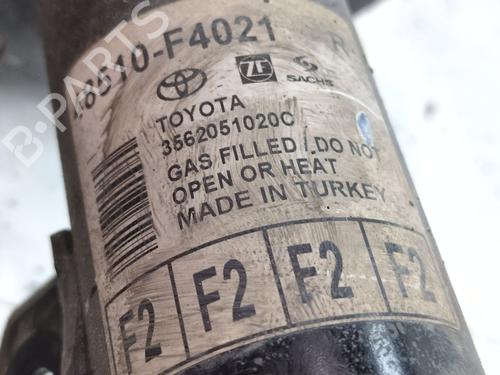 48510-F4021 R
ZF SACHS
TOYOTA
3562051020C
GAS FILLED / DO NOT
OPEN OR HEAT
MADE IN TURKEY
F2 F2 F2 F2
B-PARTS